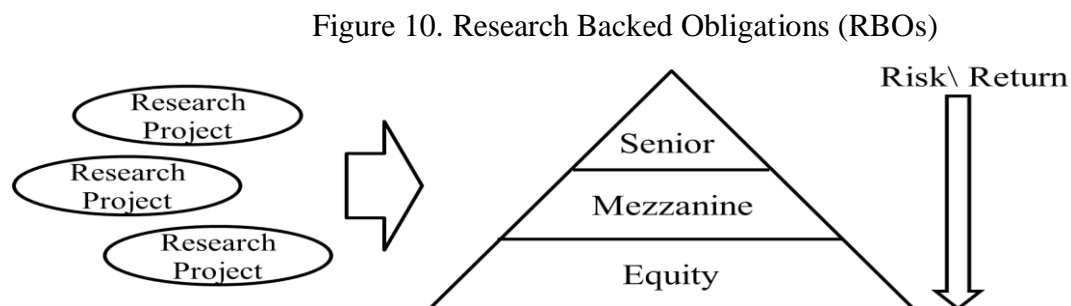 Figure 10. Research Backed Obligations (RBOs)
Research
Project
Research
Project
Research
Project
Senior
Mezzanine
Equity
Risk\ Return